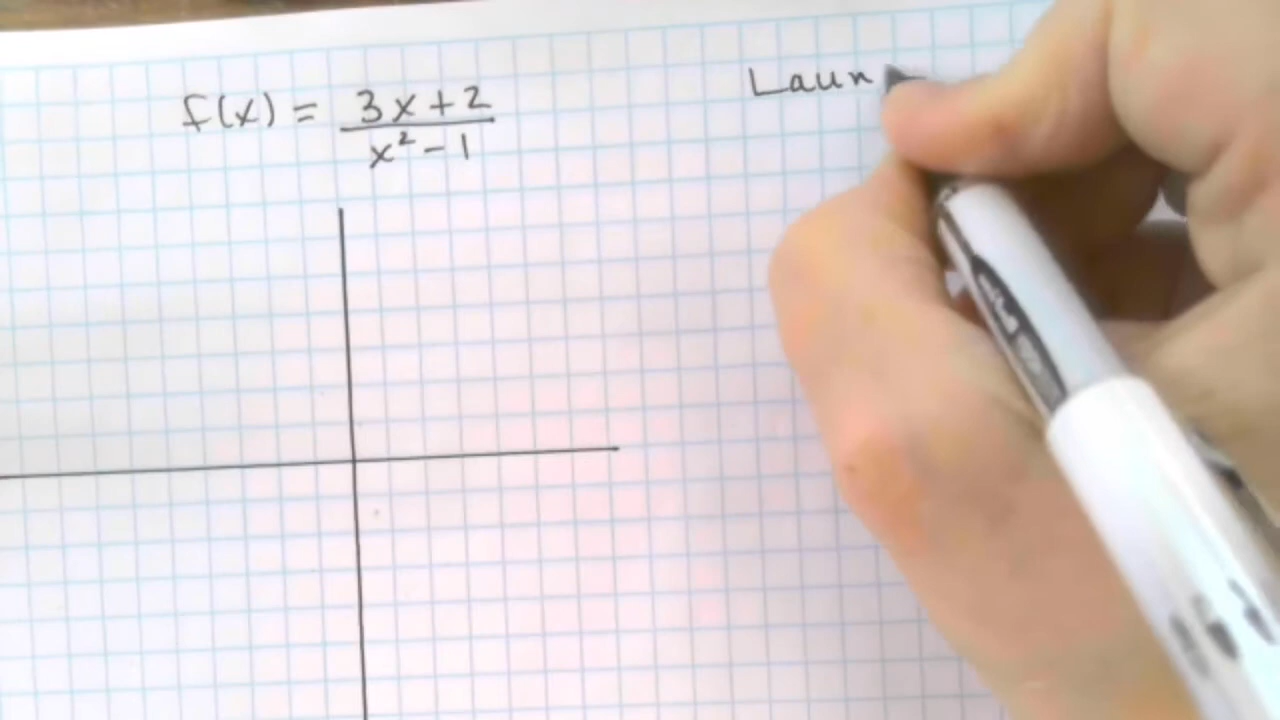 f(x) = (3x+2)/(x²-1)
Laun